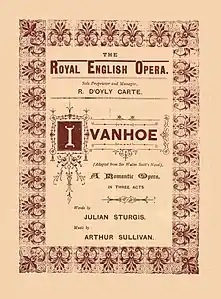 THE
ROYAL ENGLISH OPERA.
Sole Proprietor and Manager,
R. D'OYLY CARTE.
IVANHOE
(Adapted from Sir Walter Scott's Novel),
A Romantic Opera,
IN THREE ACTS
Words by
JULIAN STURGIS.
Music by
ARTHUR SULLIVAN.